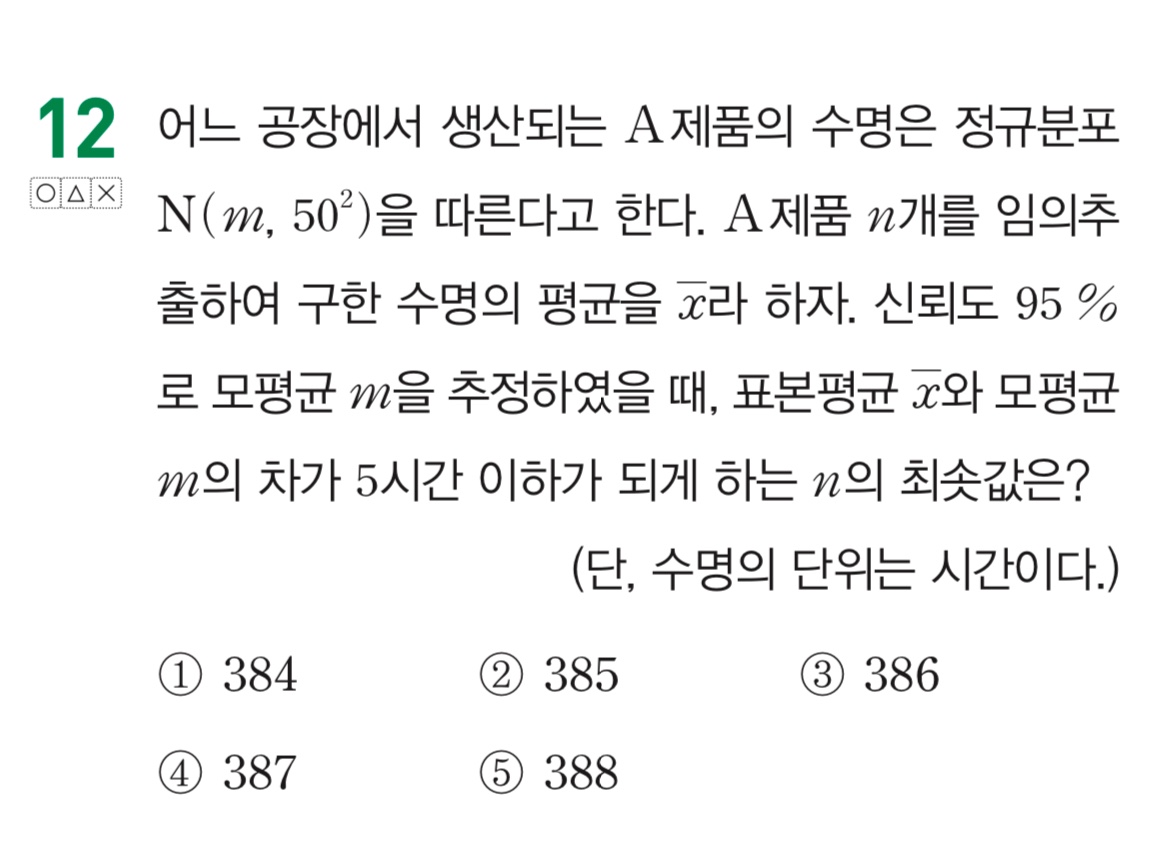 12
○△×
어느 공장에서 생산되는 A제품의 수명은 정규분포
N(m, 50²)을 따른다고 한다. A제품 n개를 임의추
출하여 구한 수명의 평균을 x̅라 하자. 신뢰도 95 %
로 모평균 m을 추정하였을 때, 표본평균 x̅와 모평균
m의 차가 5시간 이하가 되게 하는 n의 최솟값은?
(단, 수명의 단위는 시간이다.)
① 384 ② 385 ③ 386
④ 387 ⑤ 388